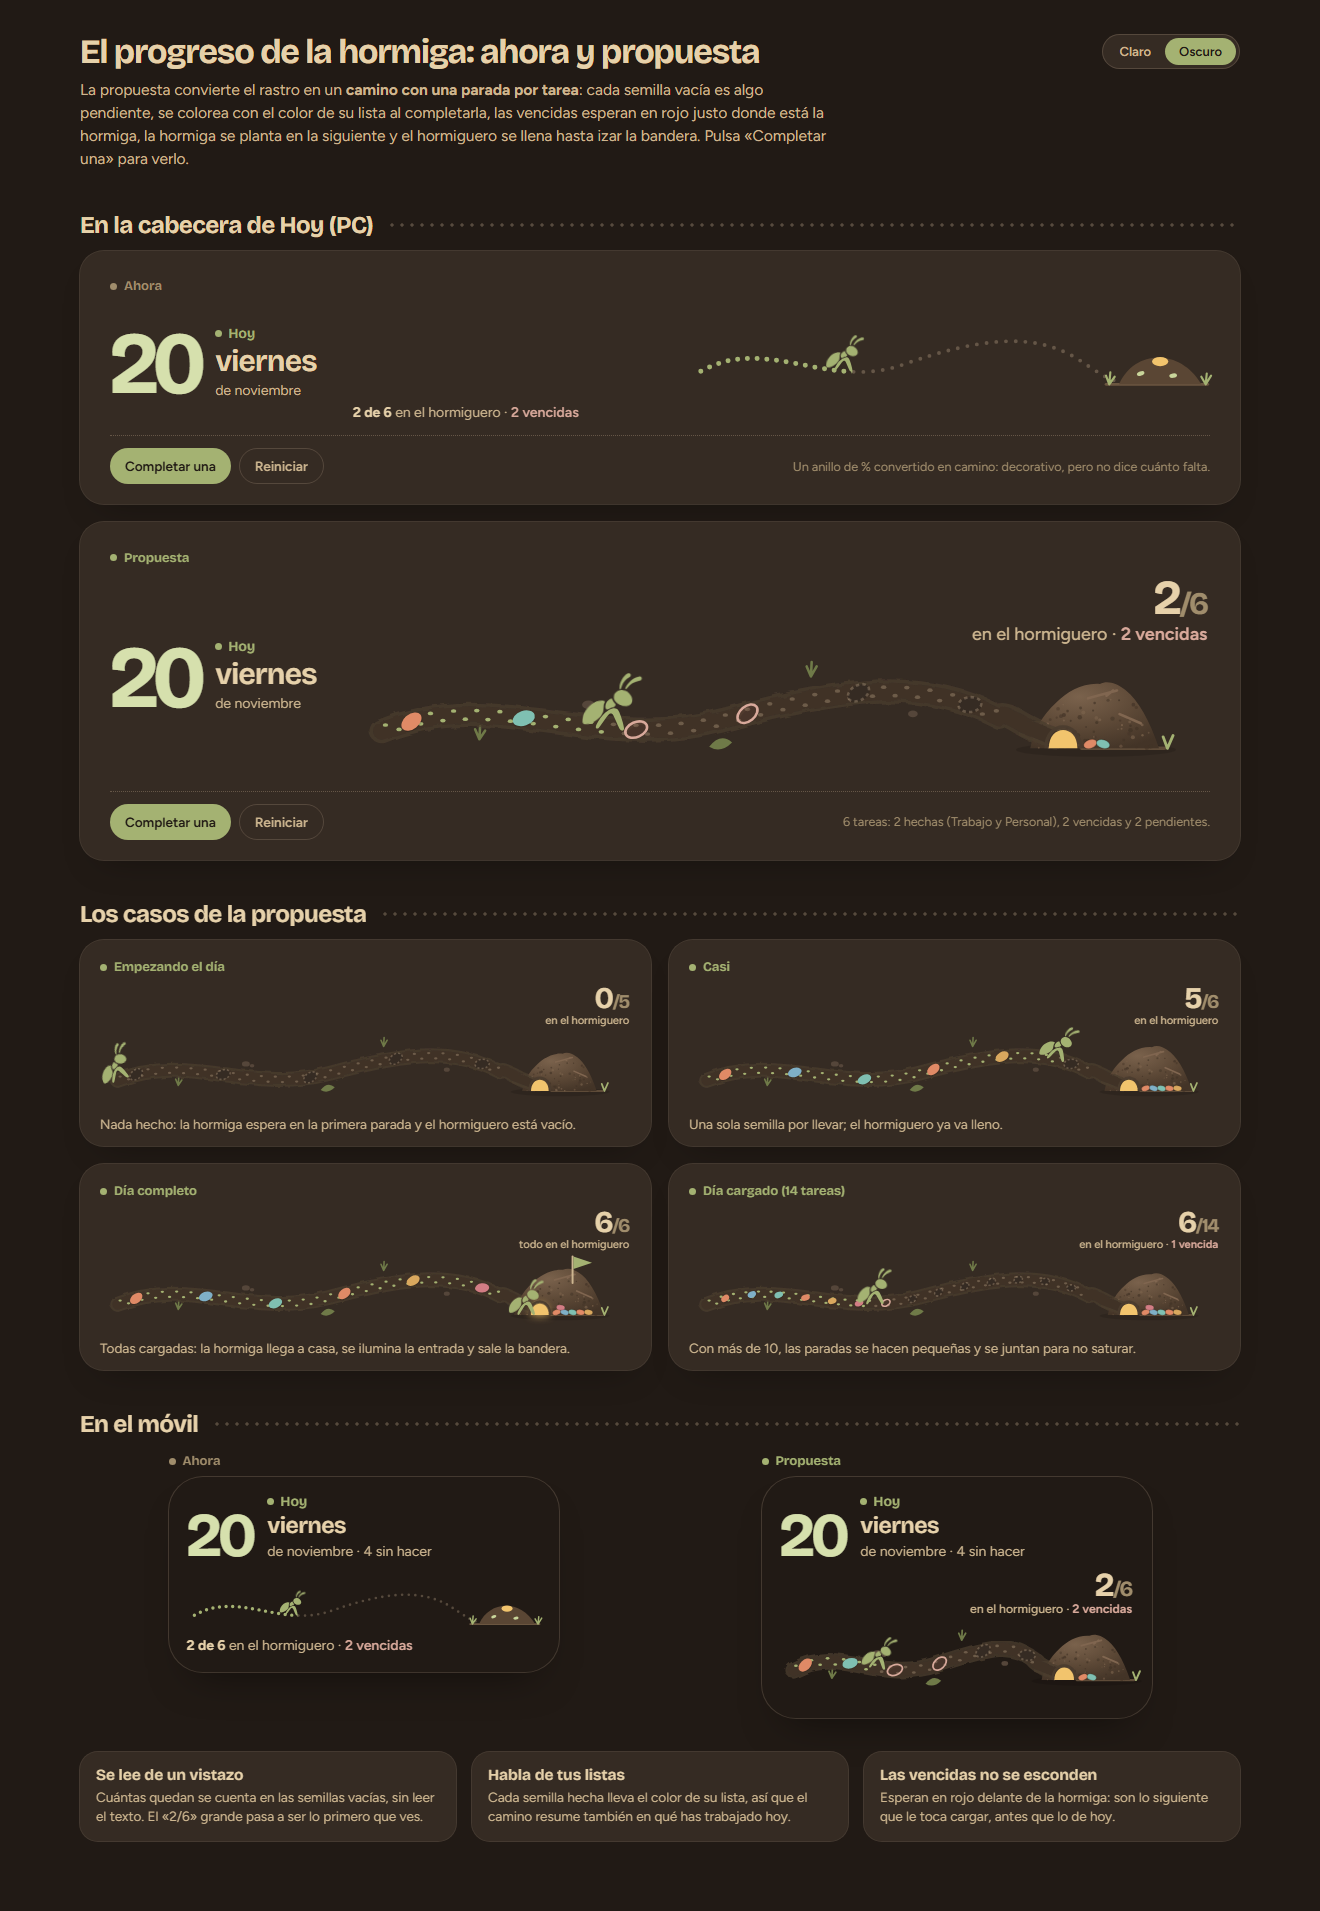 El progreso de la hormiga: ahora y propuesta
Claro
Oscuro
La propuesta convierte el rastro en un camino con una parada por tarea: cada semilla vacía es algo
pendiente, se colorea con el color de su lista al completarla, las vencidas esperan en rojo justo donde está la
hormiga, la hormiga se planta en la siguiente y el hormiguero se llena hasta izar la bandera. Pulsa «Completar
una» para verlo.
En la cabecera de Hoy (PC)
Ahora
20
Hoy
viernes
de noviembre
2 de 6 en el hormiguero · 2 vencidas
Completar una
Reiniciar
Un anillo de % convertido en camino: decorativo, pero no dice cuánto falta.
Propuesta
2/6
en el hormiguero · 2 vencidas
20
Hoy
viernes
de noviembre
Completar una
Reiniciar
6 tareas: 2 hechas (Trabajo y Personal), 2 vencidas y 2 pendientes.
Los casos de la propuesta
Empezando el día
0/5
en el hormiguero
Nada hecho: la hormiga espera en la primera parada y el hormiguero está vacío.
Casi
5/6
en el hormiguero
Una sola semilla por llevar; el hormiguero ya va lleno.
Día completo
6/6
todo en el hormiguero
Todas cargadas: la hormiga llega a casa, se ilumina la entrada y sale la bandera.
Día cargado (14 tareas)
6/14
en el hormiguero · 1 vencida
Con más de 10, las paradas se hacen pequeñas y se juntan para no saturar.
En el móvil
Ahora
20
Hoy
viernes
de noviembre · 4 sin hacer
2 de 6 en el hormiguero · 2 vencidas
Propuesta
20
Hoy
viernes
de noviembre · 4 sin hacer
2/6
en el hormiguero · 2 vencidas
Se lee de un vistazo
Cuántas quedan se cuenta en las semillas vacías, sin leer
el texto. El «2/6» grande pasa a ser lo primero que ves.
Habla de tus listas
Cada semilla hecha lleva el color de su lista, así que el
camino resume también en qué has trabajado hoy.
Las vencidas no se esconden
Esperan en rojo delante de la hormiga: son lo siguiente
que le toca cargar, antes que lo de hoy.